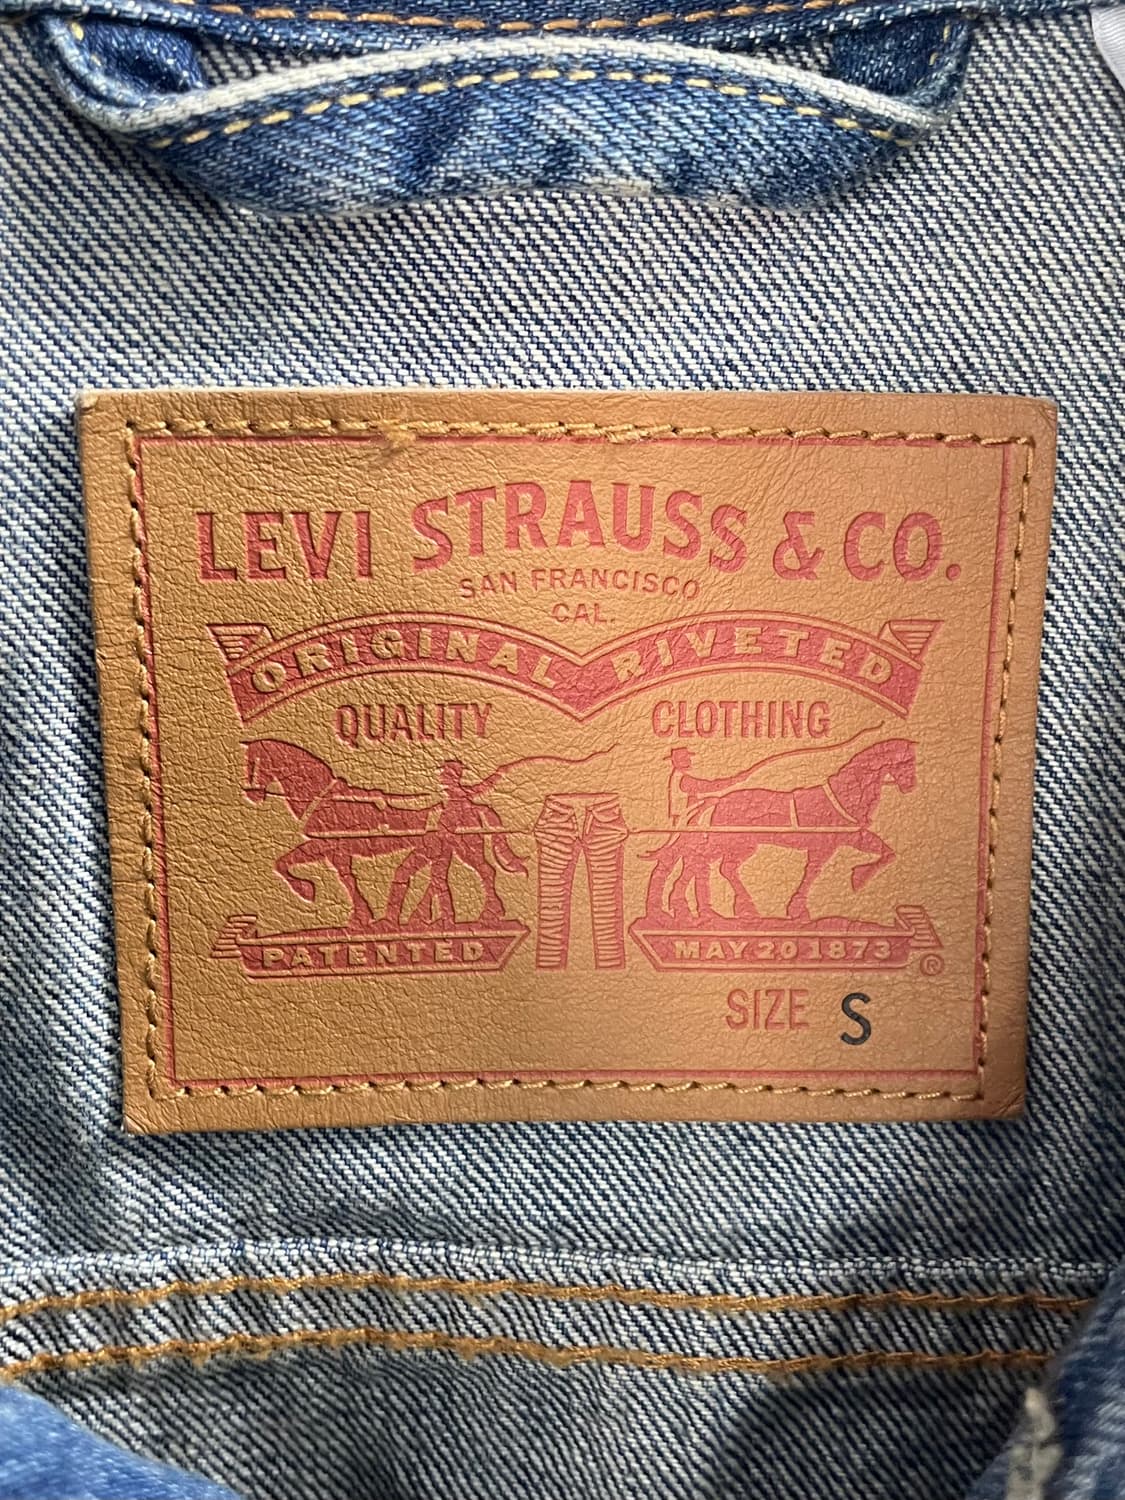 LEVI STRAUSS & CO.
SAN FRANCISCO
CAL.
ORIGINAL RIVETED
QUALITY CLOTHING
PATENTED MAY 20 1873 ®
SIZE S